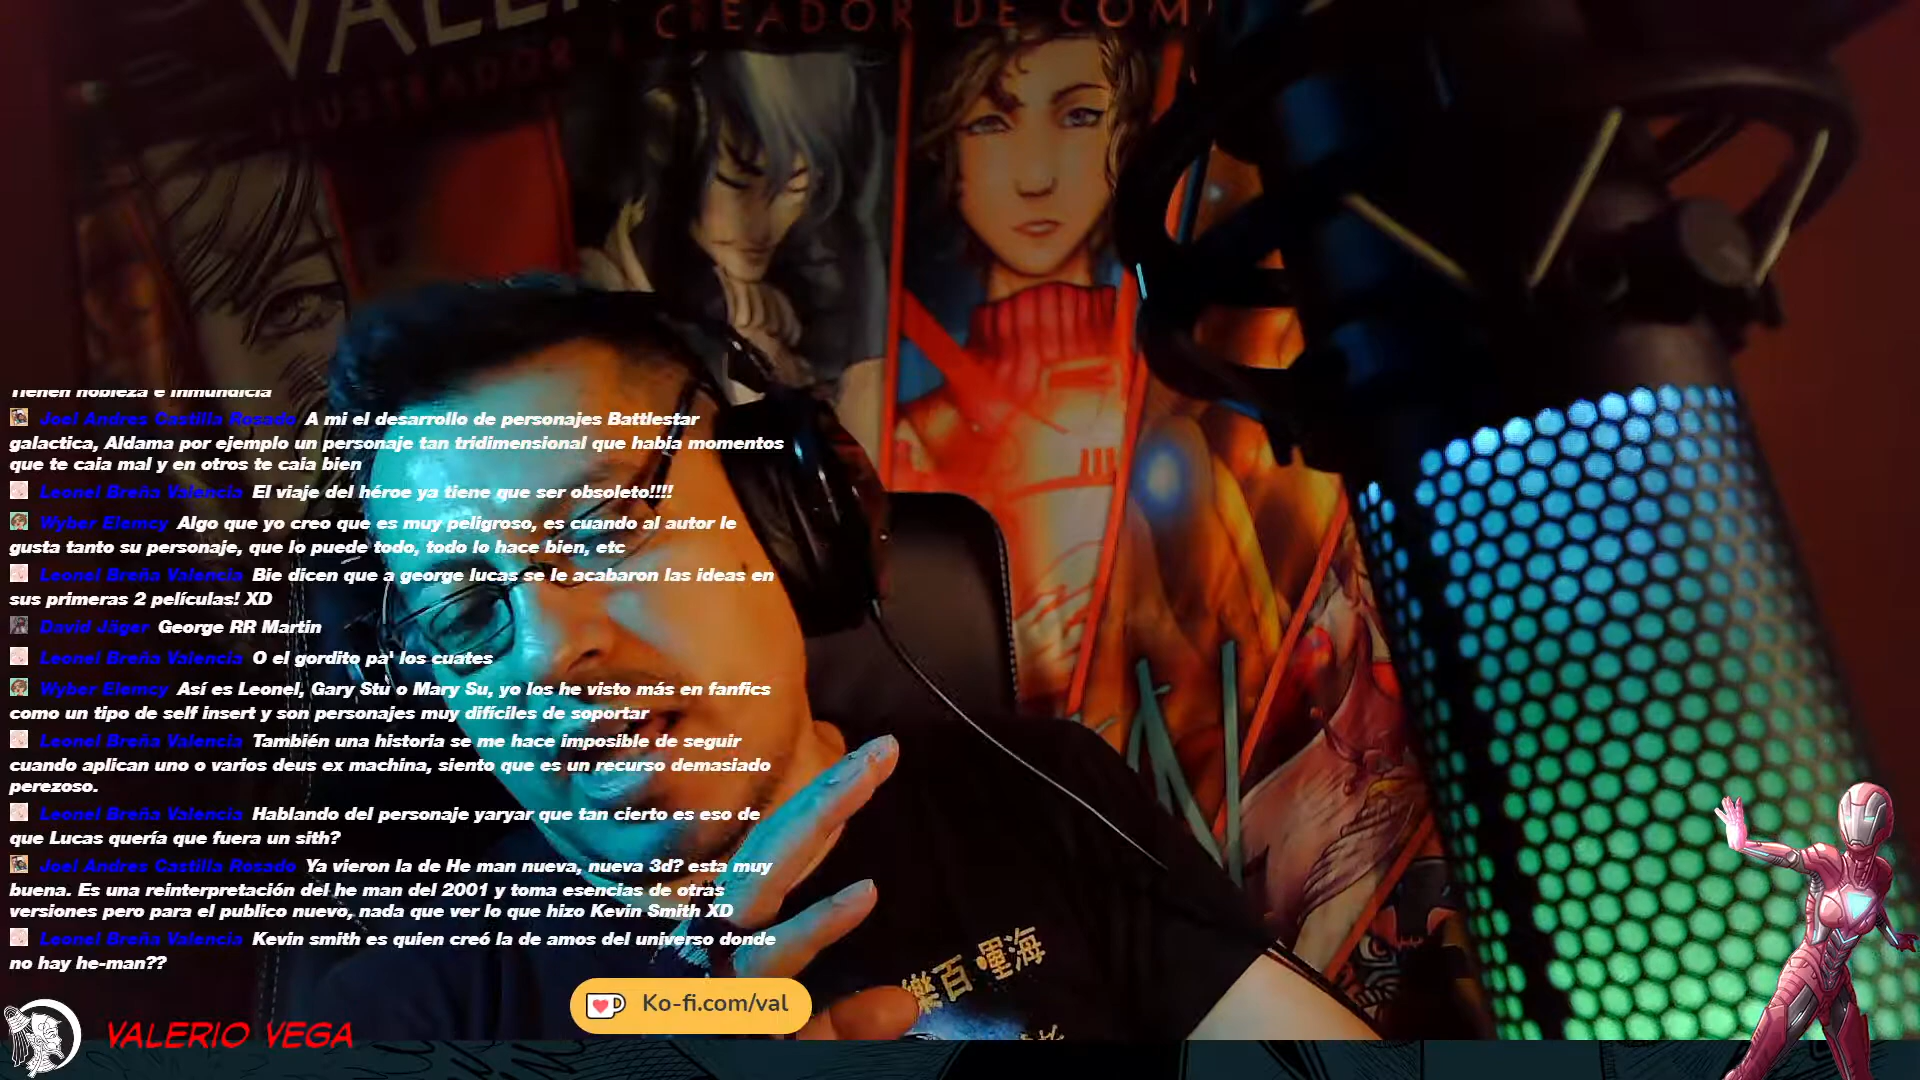 CREADOR DE COM
ILUSTRADOR
Tienen nobleza e inmundicia
Joel Andres Castilla Rosado A mi el desarrollo de personajes Battlestar
galactica, Aldama por ejemplo un personaje tan tridimensional que habia momentos
que te caia mal y en otros te caia bien
Leonel Breña Valencia El viaje del héroe ya tiene que ser obsoleto!!!!
Wyber Elemcy Algo que yo creo que es muy peligroso, es cuando al autor le
gusta tanto su personaje, que lo puede todo, todo lo hace bien, etc
Leonel Breña Valencia Bie dicen que a george lucas se le acabaron las ideas en
sus primeras 2 películas! XD
David Jäger George RR Martin
Leonel Breña Valencia O el gordito pa' los cuates
Wyber Elemcy Así es Leonel, Gary Stu o Mary Su, yo los he visto más en fanfics
como un tipo de self insert y son personajes muy difíciles de soportar
Leonel Breña Valencia También una historia se me hace imposible de seguir
cuando aplican uno o varios deus ex machina, siento que es un recurso demasiado
perezoso.
Leonel Breña Valencia Hablando del personaje yaryar que tan cierto es eso de
que Lucas quería que fuera un sith?
Joel Andres Castilla Rosado Ya vieron la de He man nueva, nueva 3d? esta muy
buena. Es una reinterpretación del he man del 2001 y toma esencias de otras
versiones pero para el publico nuevo, nada que ver lo que hizo Kevin Smith XD
Leonel Breña Valencia Kevin smith es quien creó la de amos del universo donde
no hay he-man??
樂百
海
Ko-fi.com/val
VALERIO VEGA